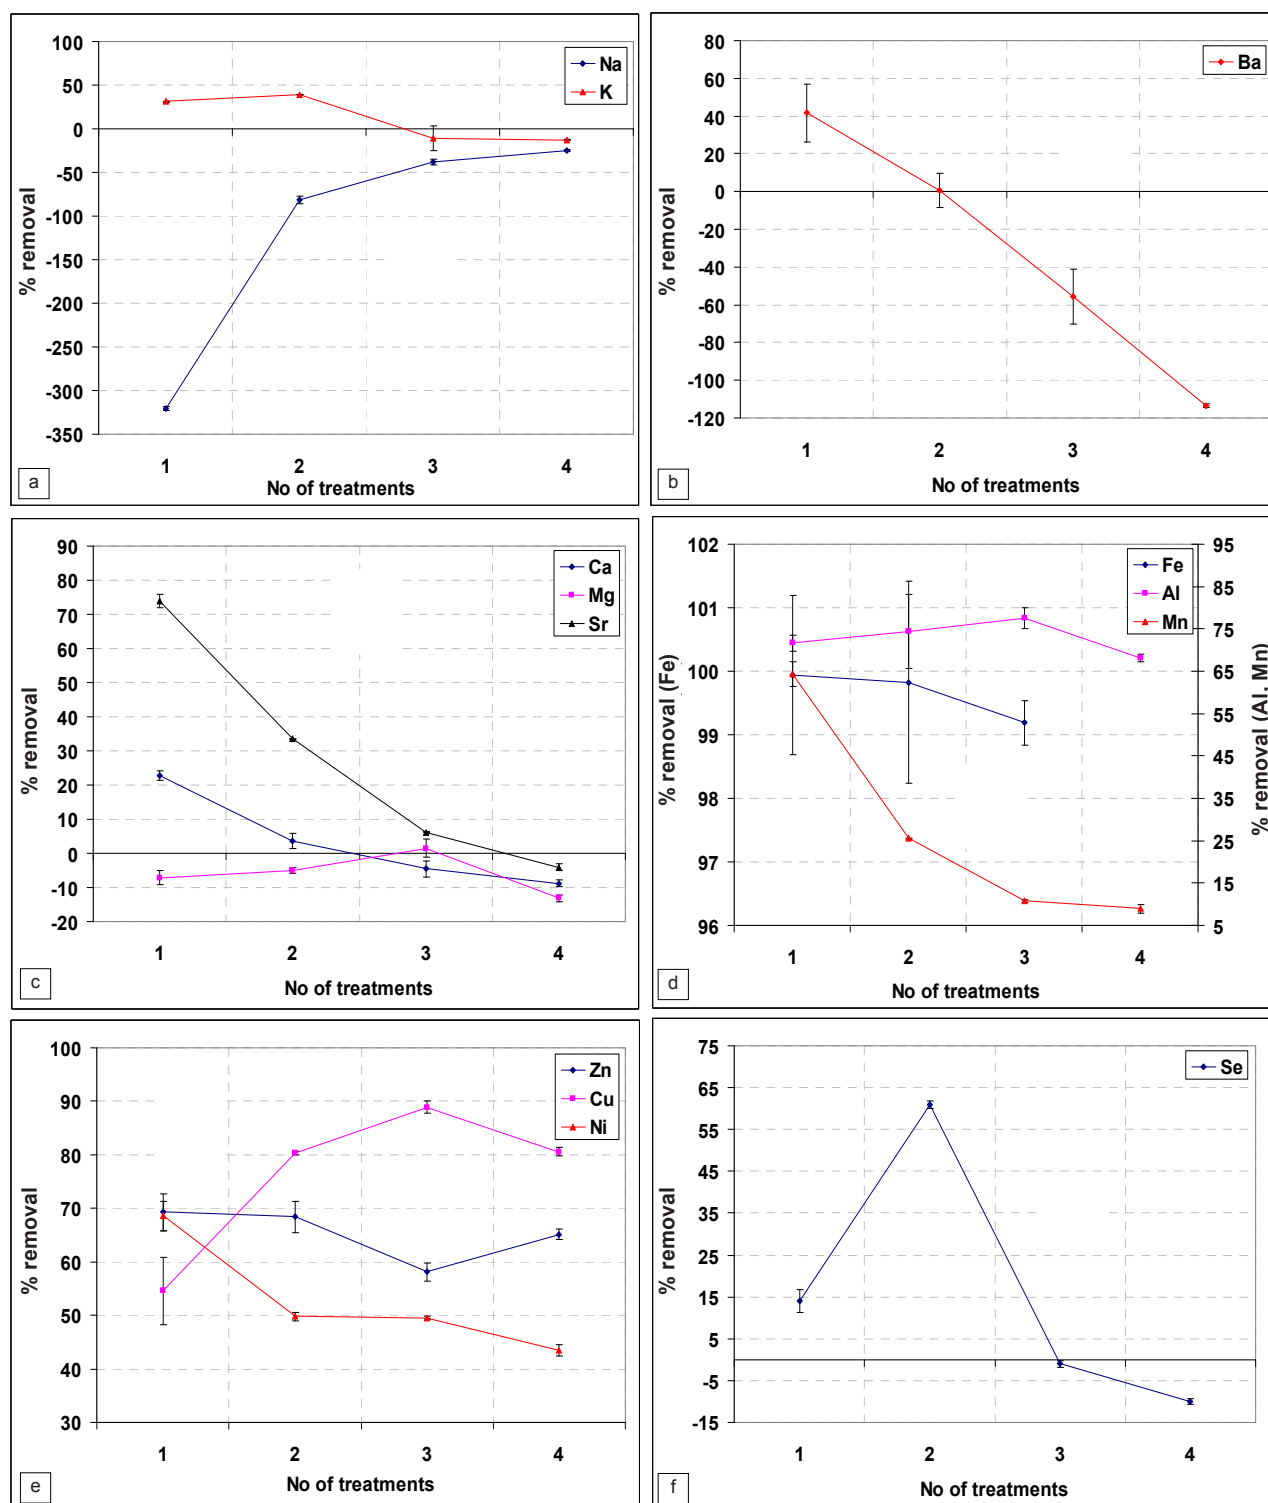 100
50
0
-50
-100
-150
-200
-250
-300
-350
% removal
Na
K
1 2 3 4
No of treatments
a
80
60
40
20
0
-20
-40
-60
-80
-100
-120
% removal
Ba
1 2 3 4
No of treatments
b
90
80
70
60
50
40
30
20
10
0
-10
-20
% removal
Ca
Mg
Sr
1 2 3 4
No of treatments
c
102
101
100
99
98
97
96
% removal (Fe)
Fe
Al
Mn
95
85
75
65
55
45
35
25
15
5
% removal (Al, Mn)
1 2 3 4
No of treatments
d
100
90
80
70
60
50
40
30
% removal
Zn
Cu
Ni
1 2 3 4
No of treatments
e
75
65
55
45
35
25
15
5
-5
-15
% removal
Se
1 2 3 4
No of treatments
f